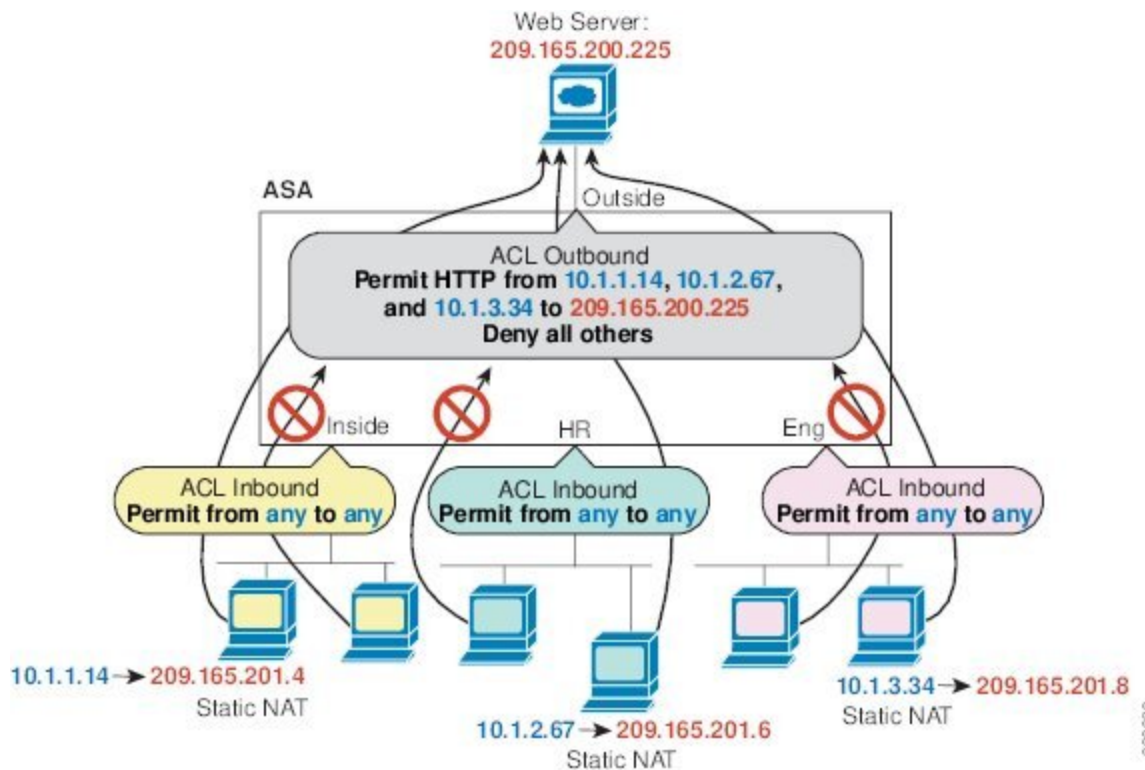 Web Server:
209.165.200.225
ASA
Outside
ACL Outbound
Permit HTTP from 10.1.1.14, 10.1.2.67,
and 10.1.3.34 to 209.165.200.225
Deny all others
Inside
HR
Eng
ACL Inbound
Permit from any to any
ACL Inbound
Permit from any to any
ACL Inbound
Permit from any to any
10.1.1.14 → 209.165.201.4
Static NAT
10.1.2.67 → 209.165.201.6
Static NAT
10.1.3.34 → 209.165.201.8
Static NAT